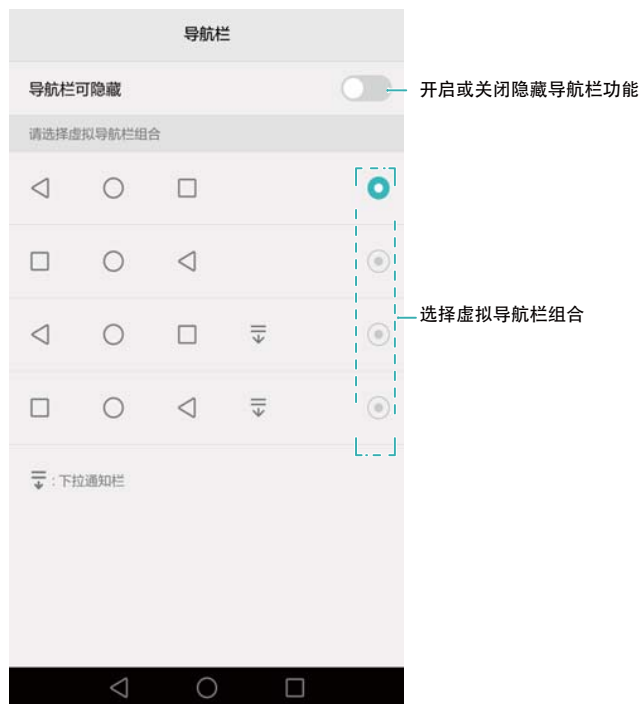 导航栏
导航栏可隐藏
开启或关闭隐藏导航栏功能
请选择虚拟导航栏组合
选择虚拟导航栏组合
: 下拉通知栏